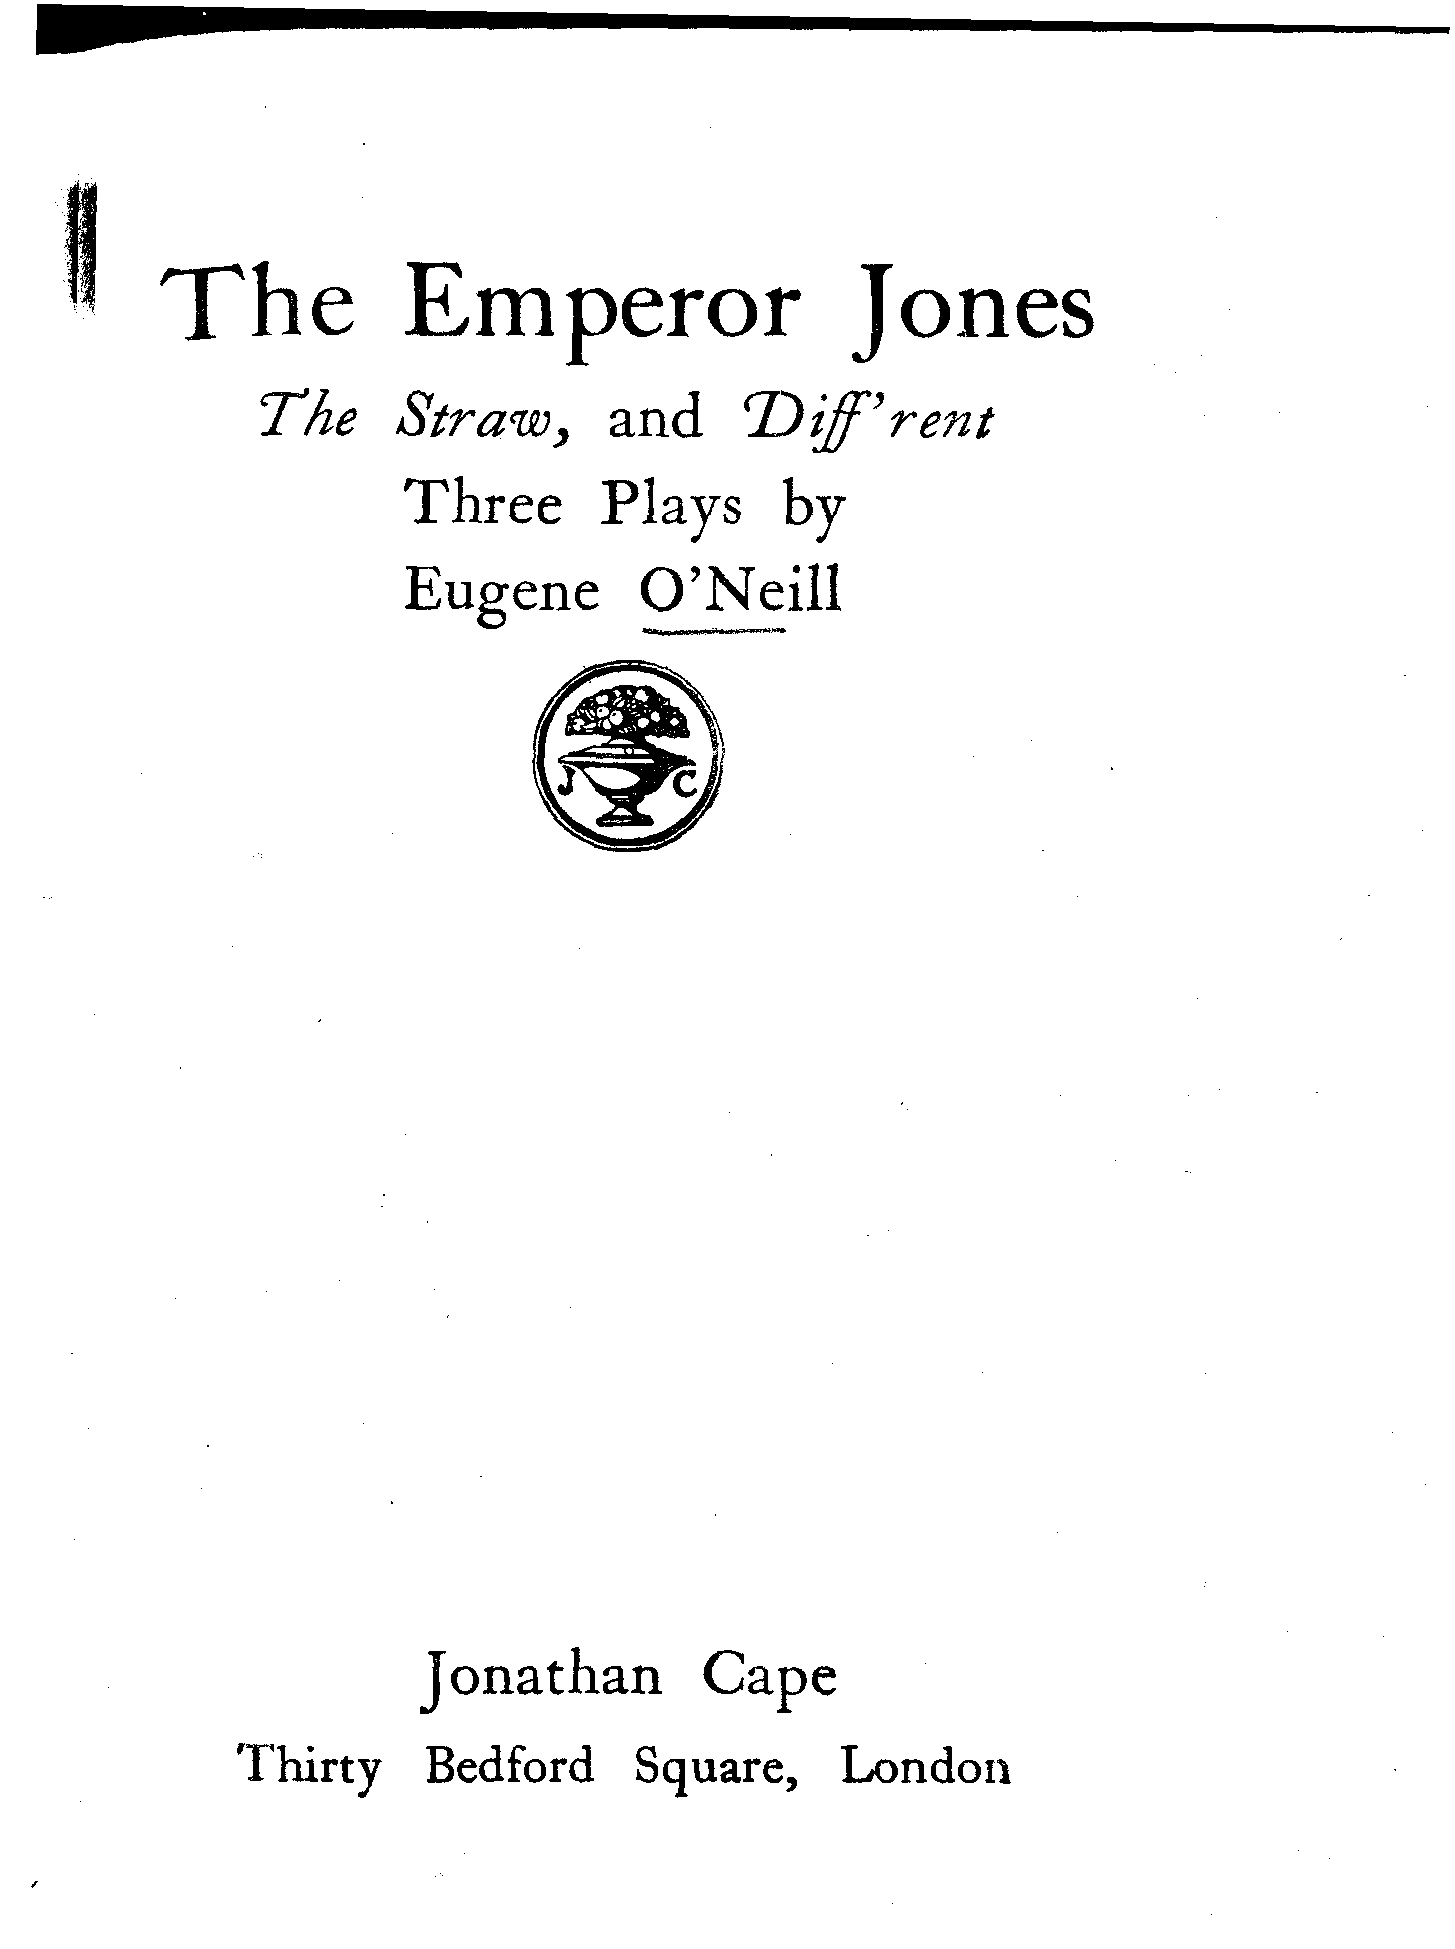 The Emperor Jones
The Straw, and Diff'rent
Three Plays by
Eugene O'Neill
J C
Jonathan Cape
Thirty Bedford Square, London